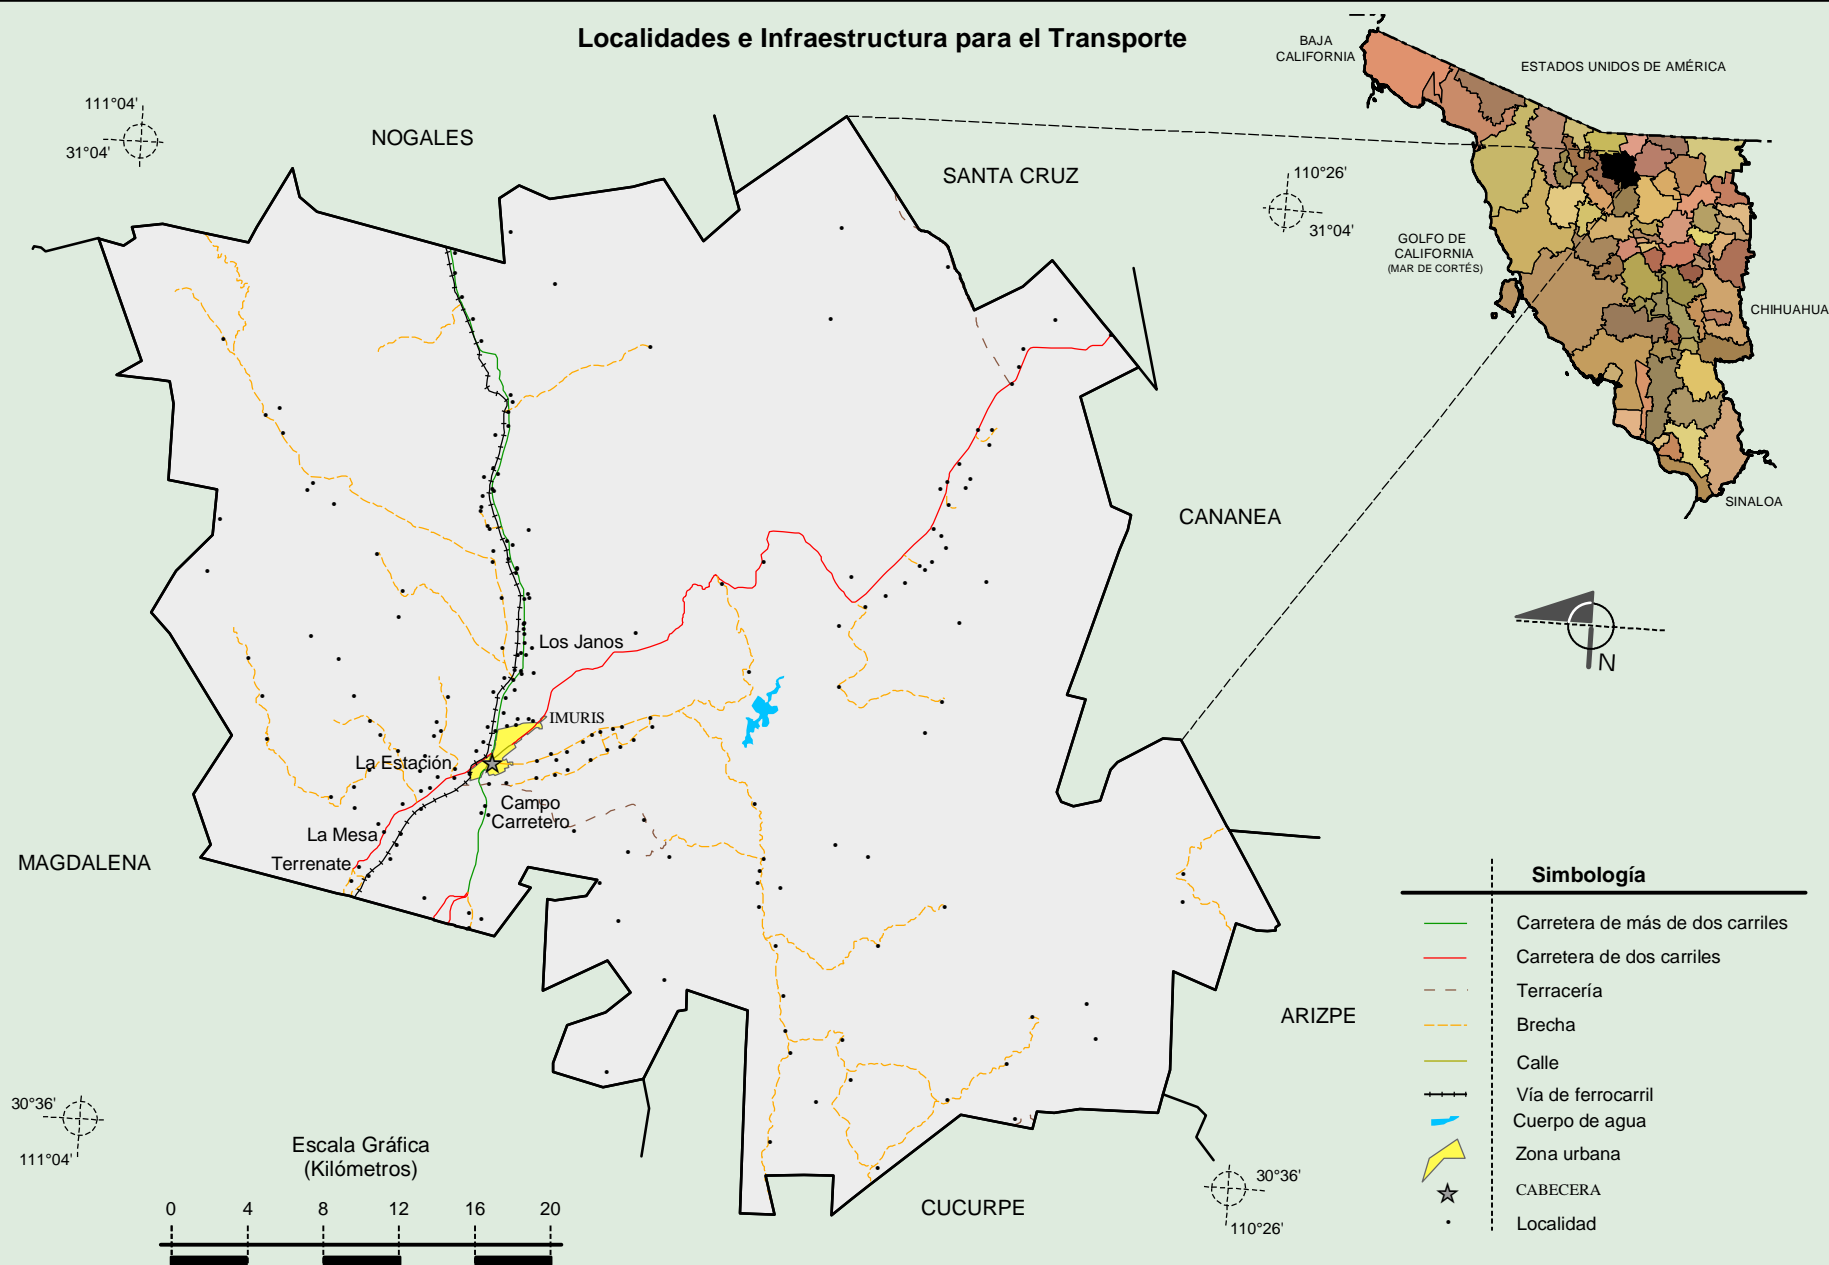 Localidades e Infraestructura para el Transporte
BAJA
CALIFORNIA
ESTADOS UNIDOS DE AMÉRICA
111°04'
31°04'
NOGALES
SANTA CRUZ
110°26'
31°04'
GOLFO DE
CALIFORNIA
(MAR DE CORTÉS)
CHIHUAHUA
SINALOA
CANANEA
N
Los Janos
IMURIS
La Estación
Campo
Carretero
La Mesa
Terrenate
MAGDALENA
ARIZPE
CUCURPE
30°36'
111°04'
30°36'
110°26'
Escala Gráfica
(Kilómetros)
0 4 8 12 16 20
Simbología
Carretera de más de dos carriles
Carretera de dos carriles
Terracería
Brecha
Calle
Vía de ferrocarril
Cuerpo de agua
Zona urbana
CABECERA
Localidad